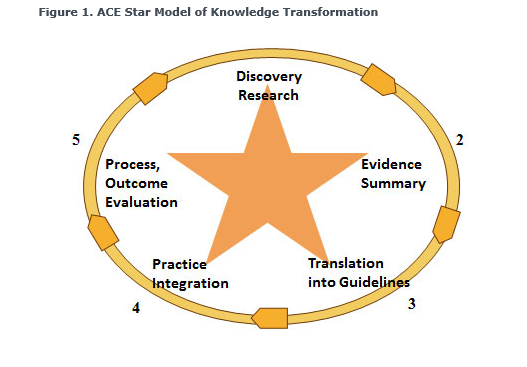 Figure 1. ACE Star Model of Knowledge Transformation
Discovery
Research
2
Evidence
Summary
Translation
into Guidelines
3
Practice
Integration
4
5
Process,
Outcome
Evaluation